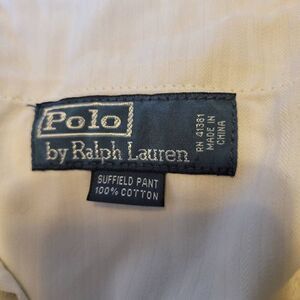 Polo
by Ralph Lauren
RN 41381
MADE IN
CHINA
SUFFIELD PANT
100% COTTON